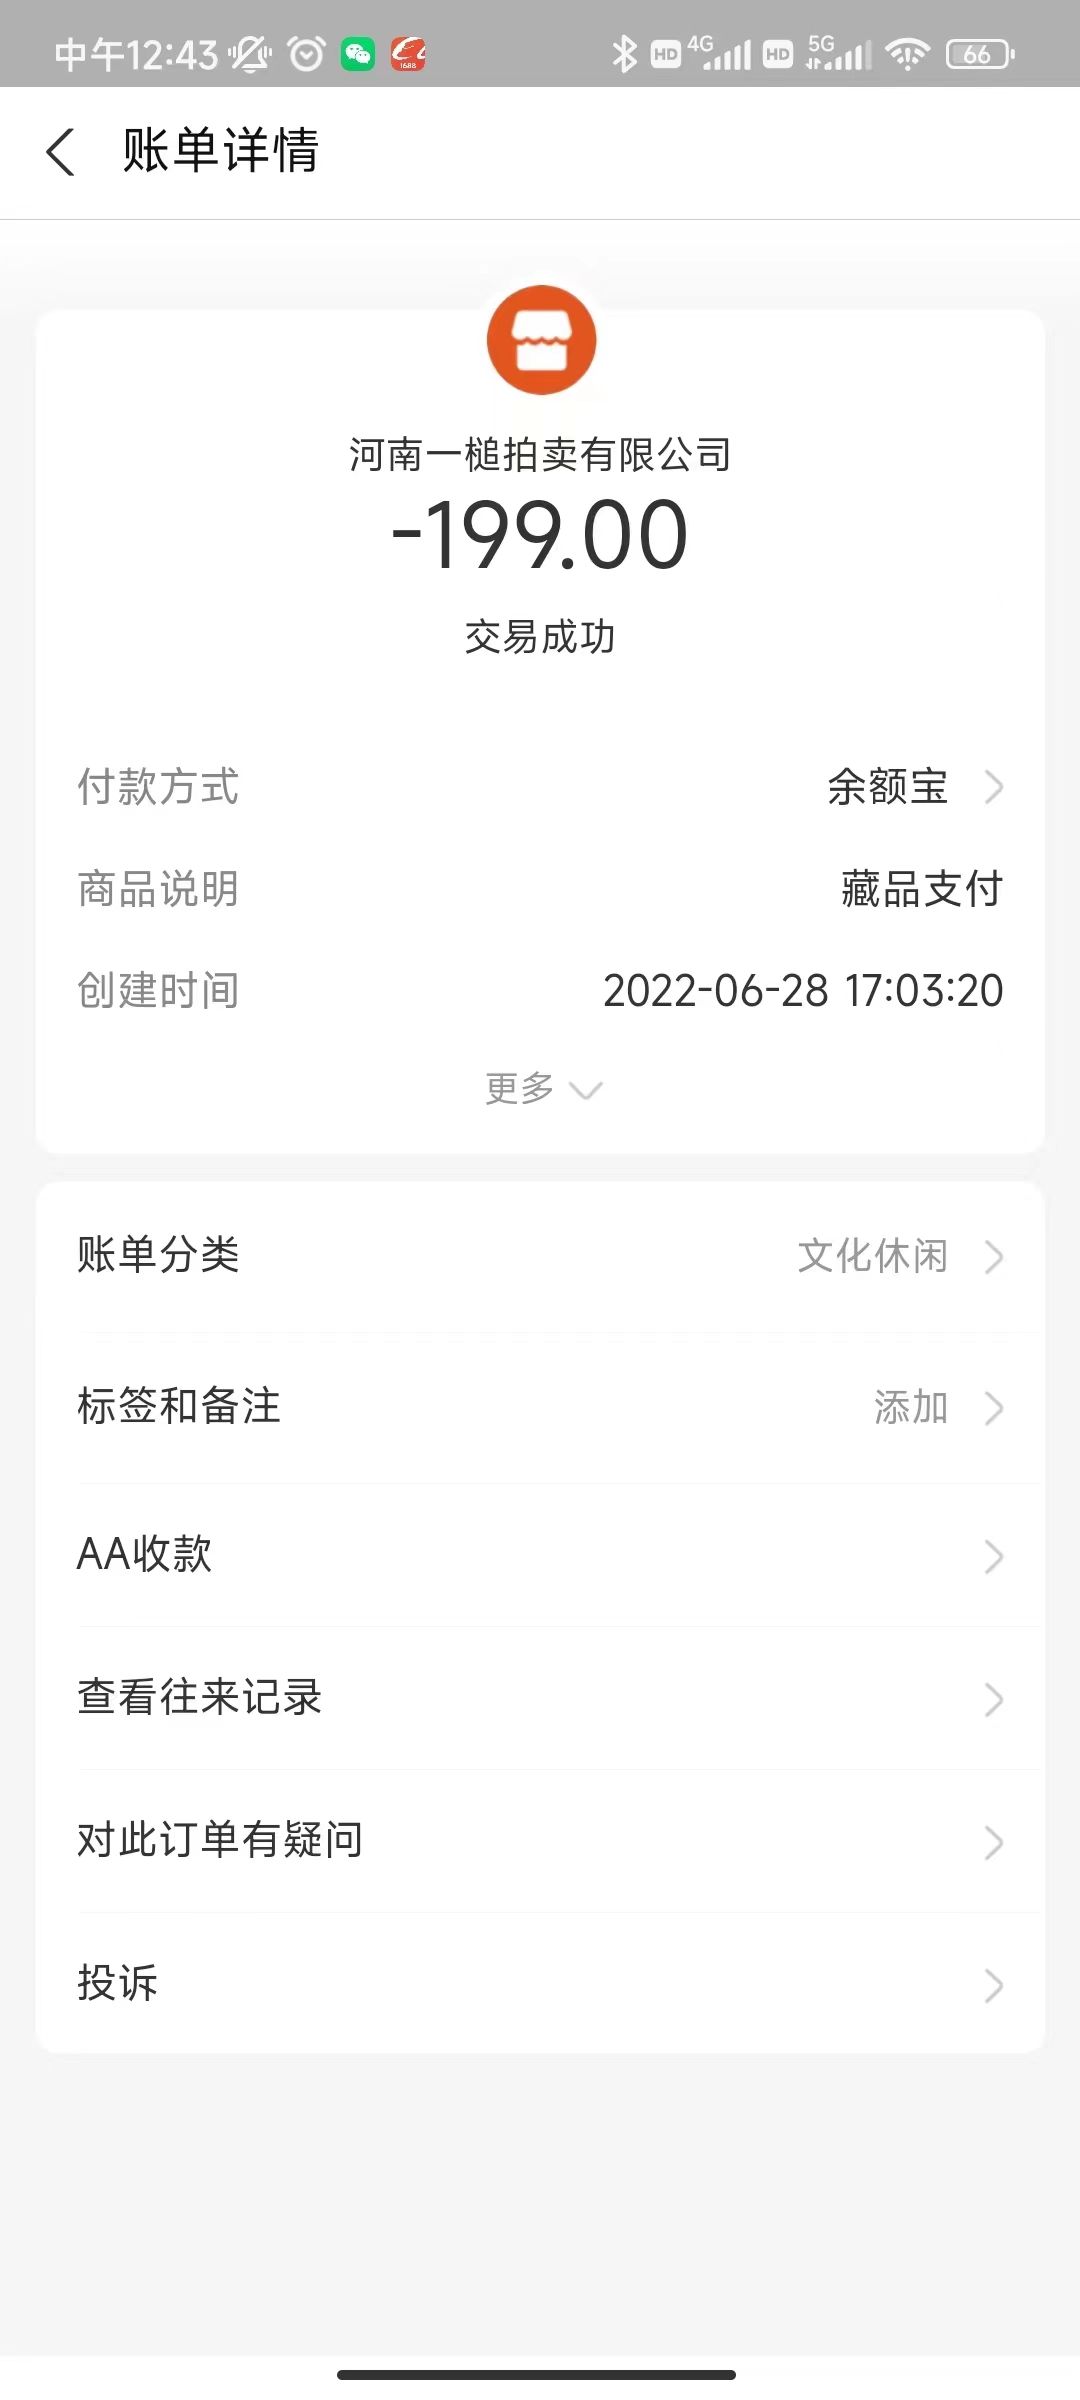 中午12:43 1688 HD 4G HD 5G 66
账单详情
河南一槌拍卖有限公司
-199.00
交易成功
付款方式 余额宝
商品说明 藏品支付
创建时间 2022-06-28 17:03:20
更多
账单分类 文化休闲
标签和备注 添加
AA收款
查看往来记录
对此订单有疑问
投诉